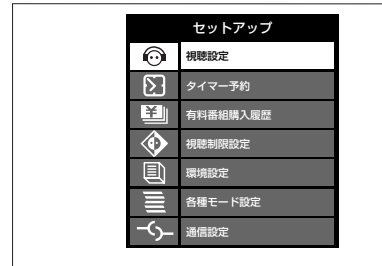 セットアップ
視聴設定
タイマー予約
有料番組購入履歴
視聴制限設定
環境設定
各種モード設定
通信設定